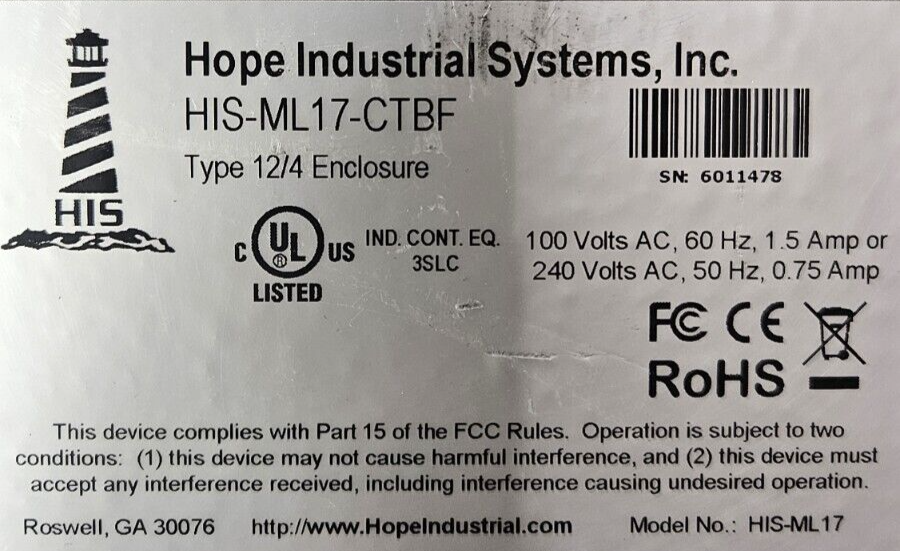 Hope Industrial Systems, Inc.
HIS-ML17-CTBF
Type 12/4 Enclosure
SN: 6011478
HIS
C UL ® US
LISTED
IND. CONT. EQ.
3SLC
100 Volts AC, 60 Hz, 1.5 Amp or
240 Volts AC, 50 Hz, 0.75 Amp
FC CE
RoHS
This device complies with Part 15 of the FCC Rules.  Operation is subject to two
conditions:  (1) this device may not cause harmful interference, and (2) this device must
accept any interference received, including interference causing undesired operation.
Roswell, GA 30076 http://www.HopeIndustrial.com Model No.: HIS-ML17